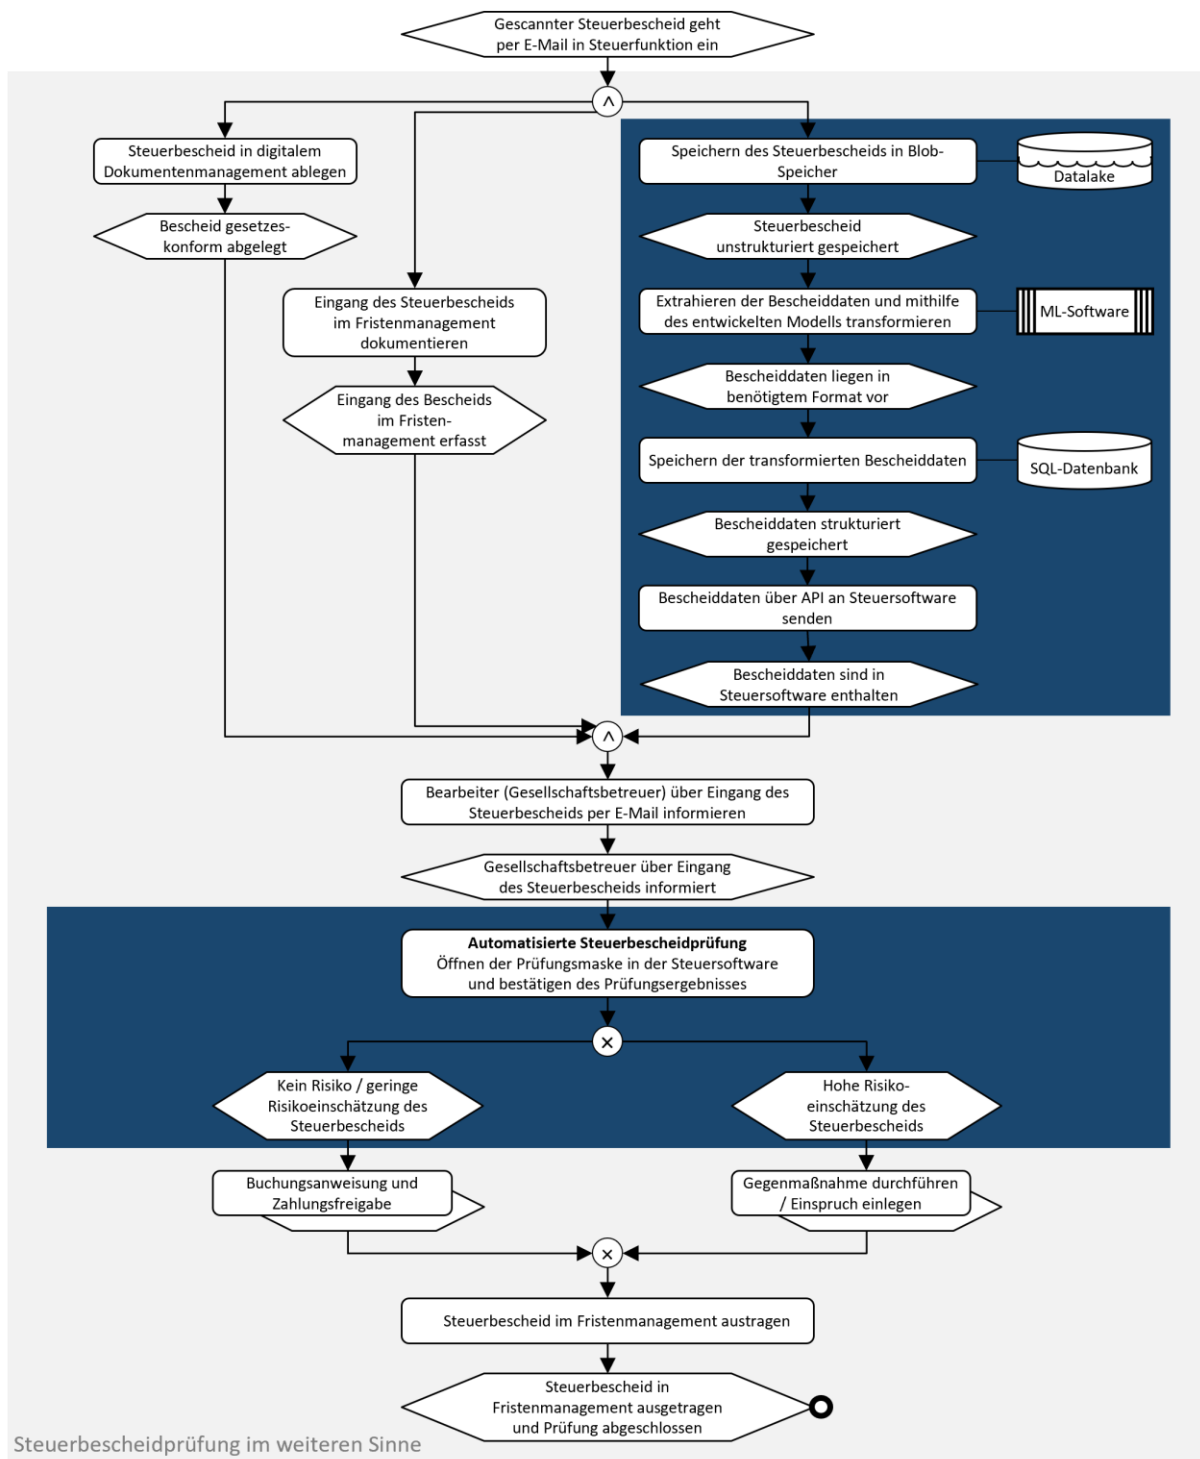 Gescannter Steuerbescheid geht
per E-Mail in Steuerfunktion ein
^
Steuerbescheid in digitalem
Dokumentenmanagement ablegen
Bescheid gesetzes-
konform abgelegt
Eingang des Steuerbescheids
im Fristenmanagement
dokumentieren
Eingang des Bescheids
im Fristen-
management erfasst
Speichern des Steuerbescheids in Blob-
Speicher
Datalake
Steuerbescheid
unstrukturiert gespeichert
Extrahieren der Bescheiddaten und mithilfe
des entwickelten Modells transformieren
ML-Software
Bescheiddaten liegen in
benötigtem Format vor
Speichern der transformierten Bescheiddaten
SQL-Datenbank
Bescheiddaten strukturiert
gespeichert
Bescheiddaten über API an Steuersoftware
senden
Bescheiddaten sind in
Steuersoftware enthalten
^
Bearbeiter (Gesellschaftsbetreuer) über Eingang des
Steuerbescheids per E-Mail informieren
Gesellschaftsbetreuer über Eingang
des Steuerbescheids informiert
Automatisierte Steuerbescheidprüfung
Öffnen der Prüfungsmaske in der Steuersoftware
und bestätigen des Prüfungsergebnisses
×
Kein Risiko / geringe
Risikoeinschätzung des
Steuerbescheids
Hohe Risiko-
einschätzung des
Steuerbescheids
Buchungsanweisung und
Zahlungsfreigabe
Gegenmaßnahme durchführen
/ Einspruch einlegen
×
Steuerbescheid im Fristenmanagement austragen
Steuerbescheid in
Fristenmanagement ausgetragen
und Prüfung abgeschlossen
Steuerbescheidprüfung im weiteren Sinne